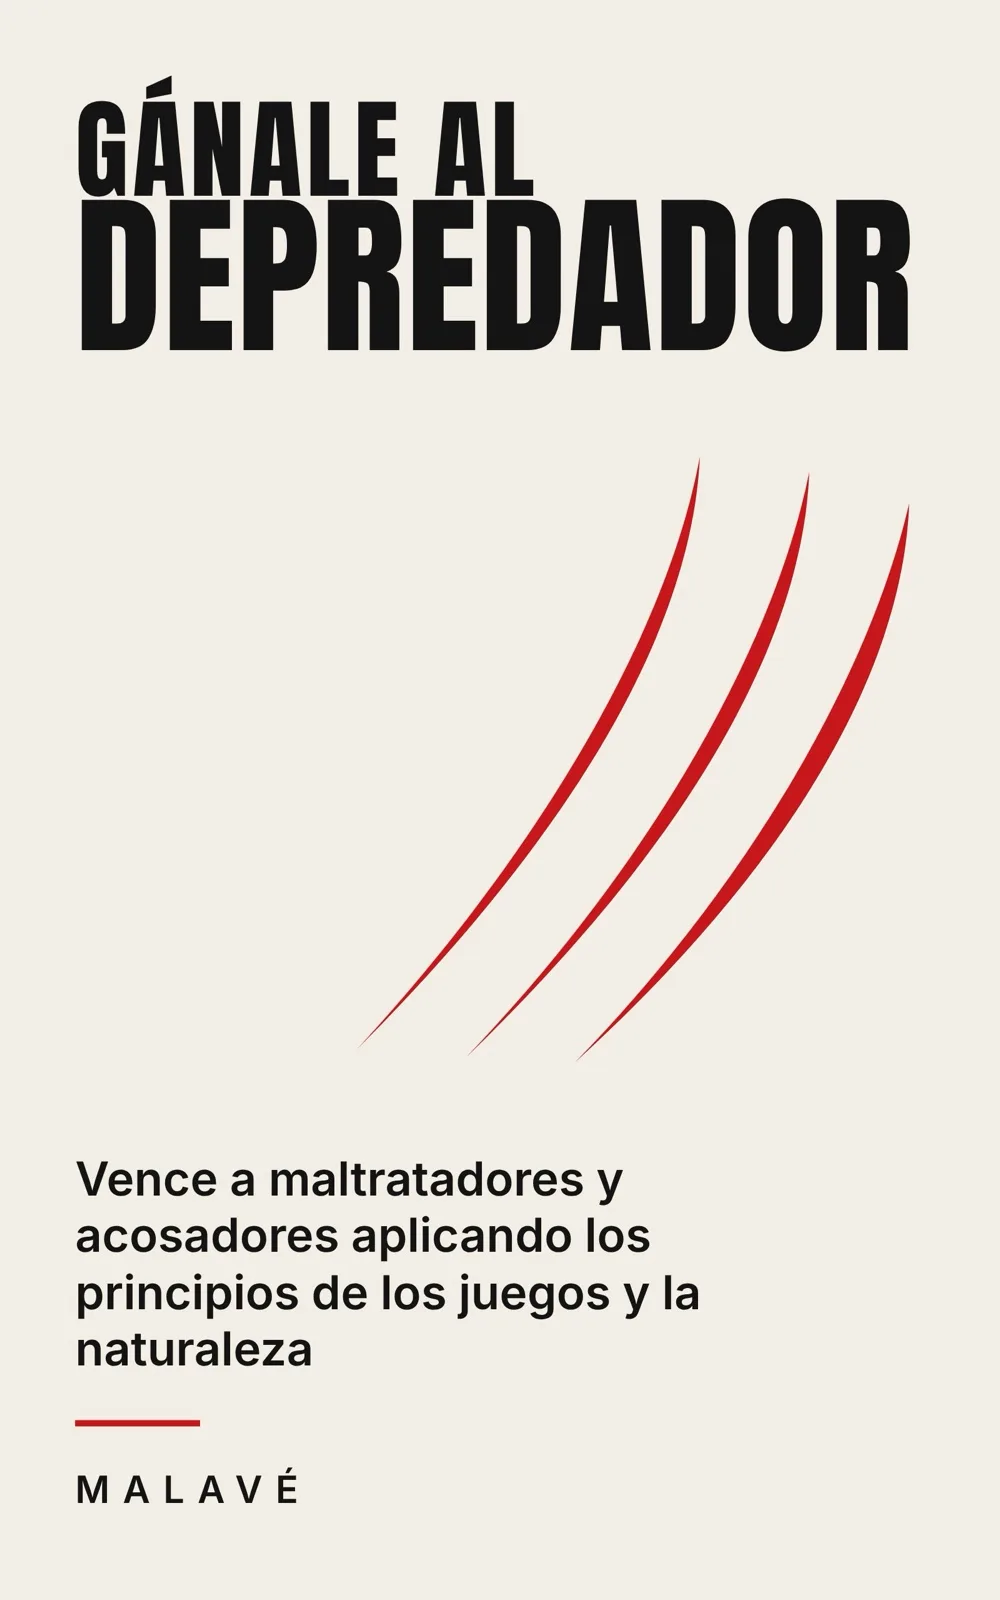 GÁNALE AL
DEPREDADOR
Vence a maltratadores y
acosadores aplicando los
principios de los juegos y la
naturaleza
MALAVÉ